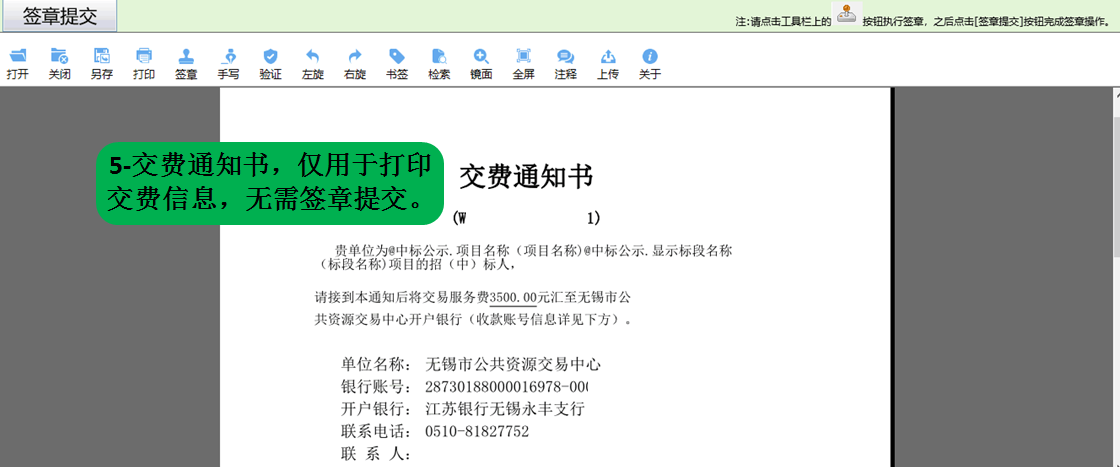 签章提交
注:请点击工具栏上的 按钮执行签章，之后点击[签章提交]按钮完成签章操作。
打开 关闭 另存 打印 签章 手写 验证 左旋 右旋 书签 检索 镜面 全屏 注释 上传 关于
5-交费通知书，仅用于打印
交费信息，无需签章提交。
交费通知书
(W 1)
贵单位为@中标公示.项目名称（项目名称)@中标公示.显示标段名称
（标段名称)项目的招（中）标人，
请接到本通知后将交易服务费3500.00元汇至无锡市公
共资源交易中心开户银行（收款账号信息详见下方）。
单位名称： 无锡市公共资源交易中心
银行账号： 28730188000016978-000
开户银行： 江苏银行无锡永丰支行
联系电话： 0510-81827752
联 系 人：